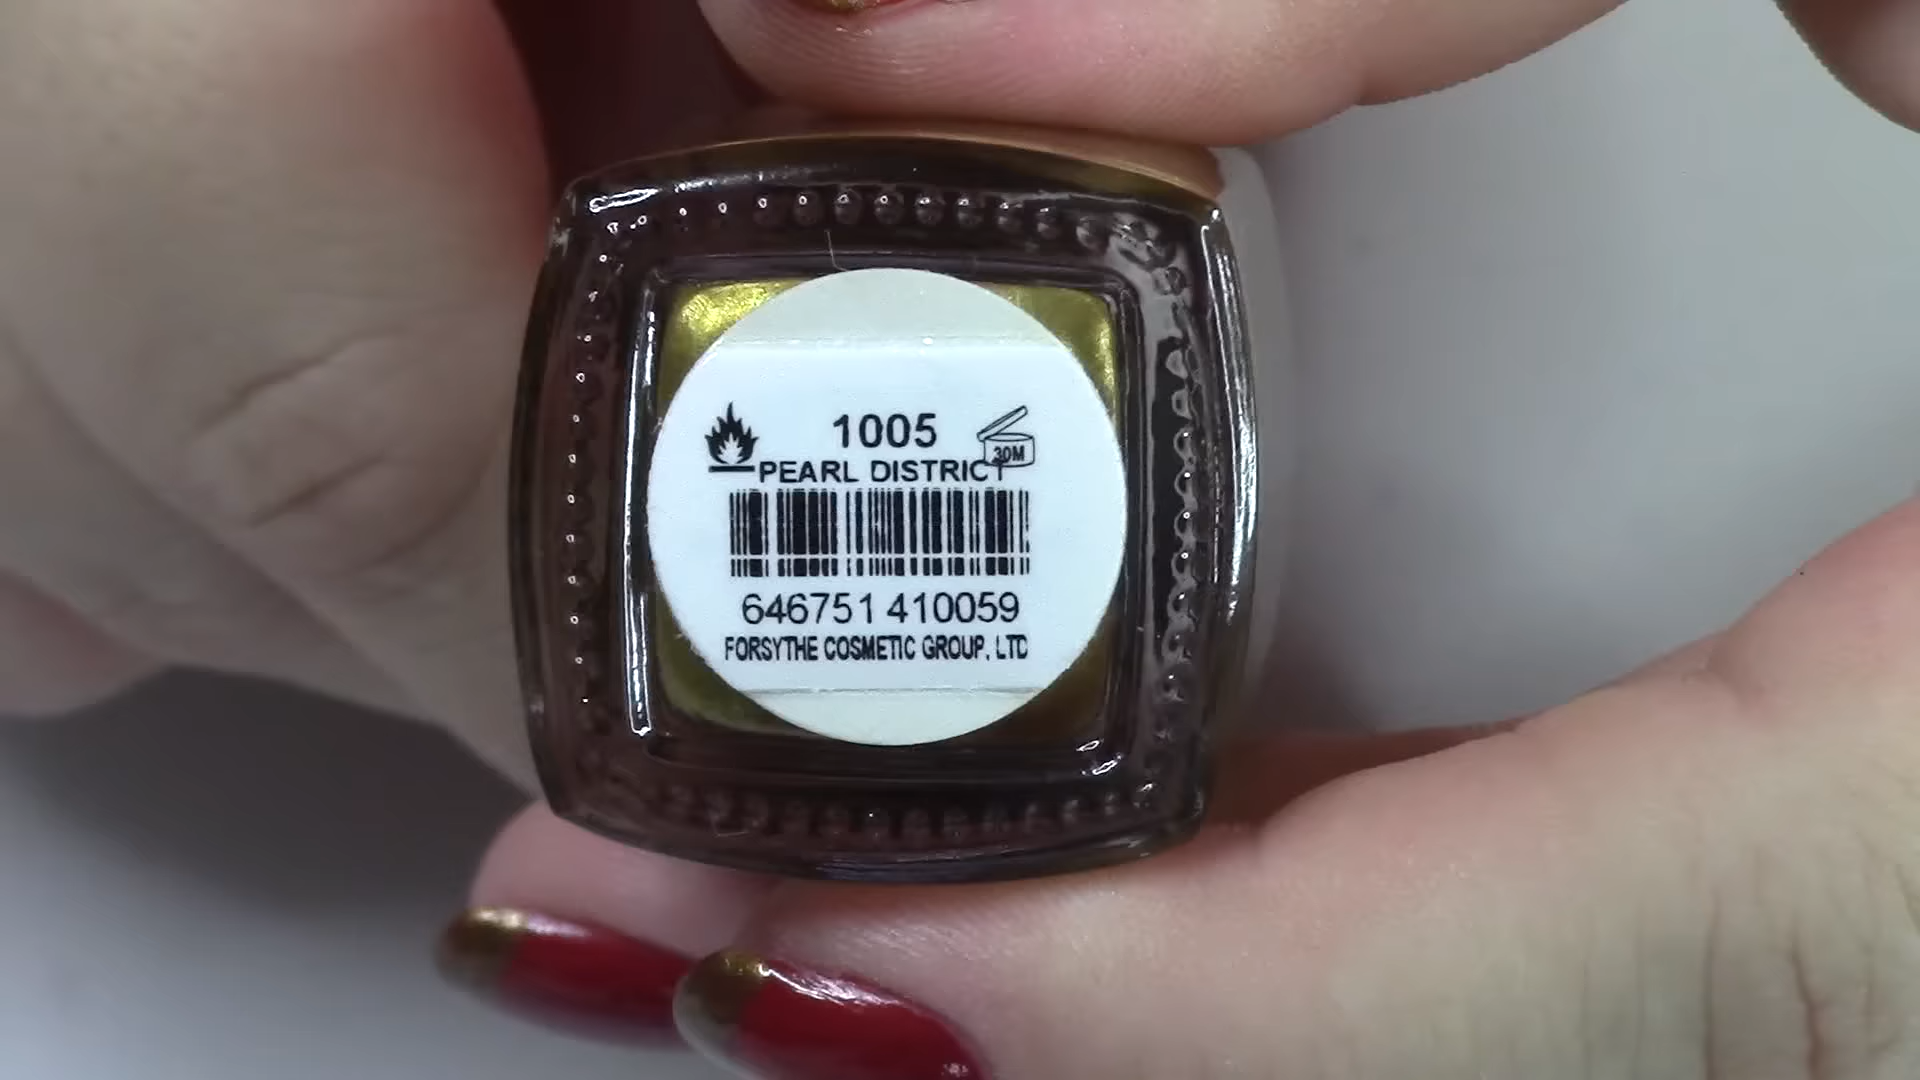 1005
30M
PEARL DISTRICT
646751 410059
FORSYTHE COSMETIC GROUP, LTD